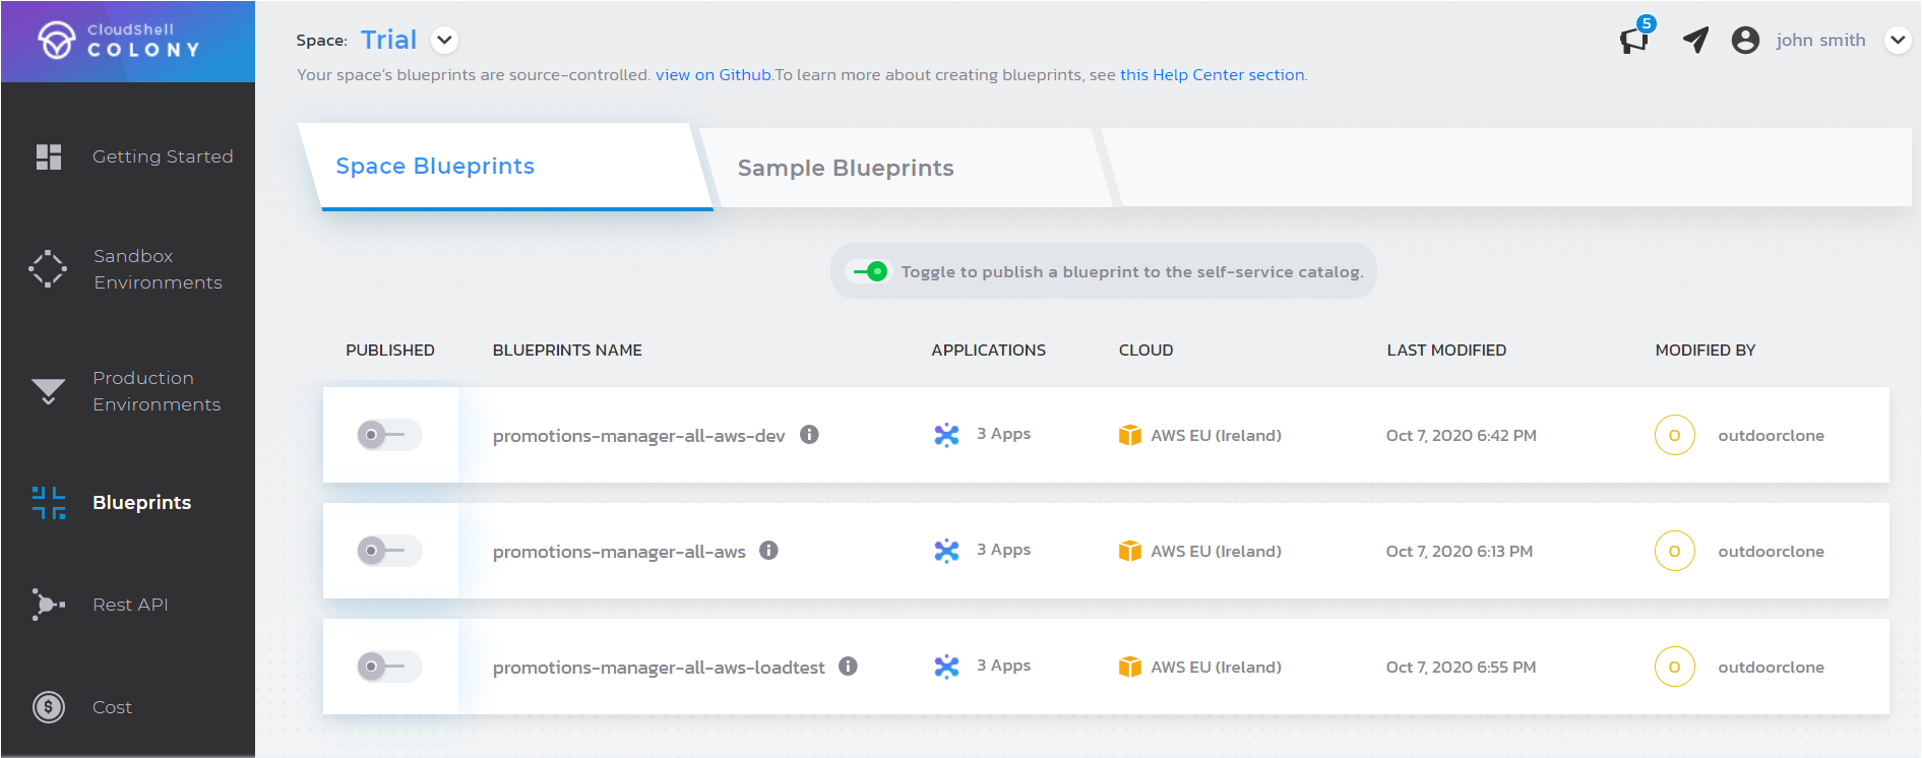 CloudShell
COLONY
Space: Trial
5
john smith
Your space's blueprints are source-controlled. view on Github.To learn more about creating blueprints, see this Help Center section.
Getting Started
Sandbox
Environments
Production
Environments
Blueprints
Rest API
$
Cost
Space Blueprints
Sample Blueprints
Toggle to publish a blueprint to the self-service catalog.
PUBLISHED BLUEPRINTS NAME APPLICATIONS CLOUD LAST MODIFIED MODIFIED BY
promotions-manager-all-aws-dev i 3 Apps AWS EU (Ireland) Oct 7, 2020 6:42 PM O outdoorclone
promotions-manager-all-aws i 3 Apps AWS EU (Ireland) Oct 7, 2020 6:13 PM O outdoorclone
promotions-manager-all-aws-loadtest i 3 Apps AWS EU (Ireland) Oct 7, 2020 6:55 PM O outdoorclone